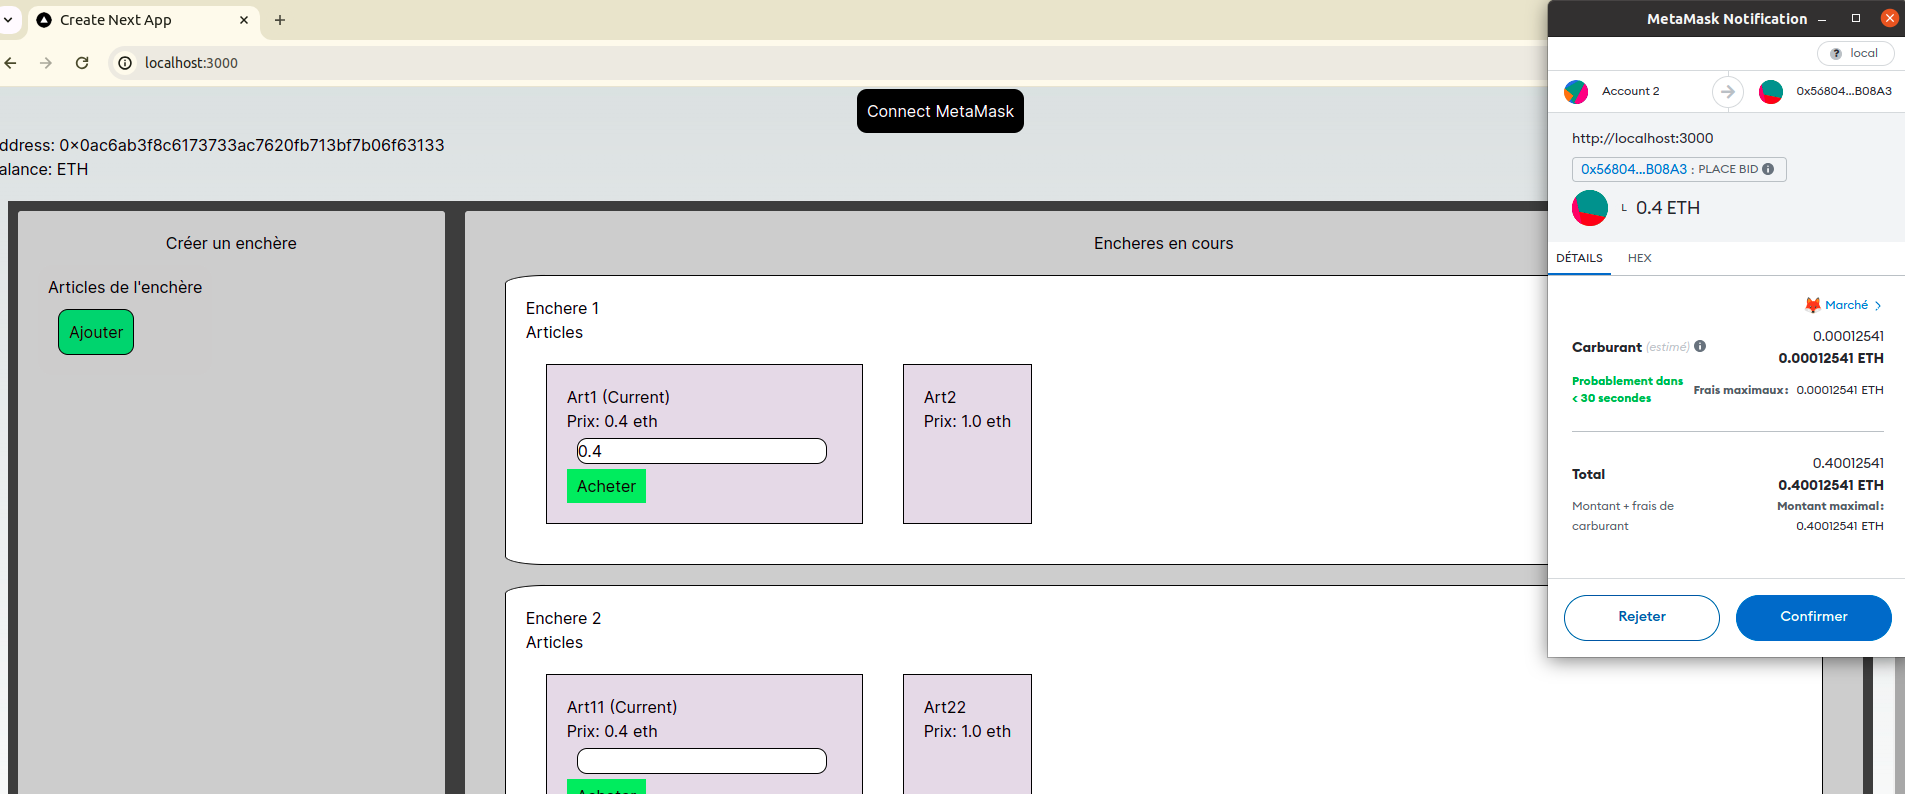 Create Next App
localhost:3000
Connect MetaMask
ddress: 0x0ac6ab3f8c6173733ac7620fb713bf7b06f63133
alance: ETH
Créer un enchère
Articles de l'enchère
Ajouter
Encheres en cours
Enchere 1
Articles
Art1 (Current)
Prix: 0.4 eth
0.4
Acheter
Art2
Prix: 1.0 eth
Enchere 2
Articles
Art11 (Current)
Prix: 0.4 eth
Acheter
Art22
Prix: 1.0 eth
MetaMask Notification
local
Account 2
0x56804...B08A3
http://localhost:3000
0x56804...B08A3 : PLACE BID
L 0.4 ETH
DÉTAILS HEX
Marché
Carburant (estimé)
0.00012541
0.00012541 ETH
Probablement dans
< 30 secondes
Frais maximaux: 0.00012541 ETH
Total
0.40012541
0.40012541 ETH
Montant + frais de
carburant
Montant maximal:
0.40012541 ETH
Rejeter
Confirmer